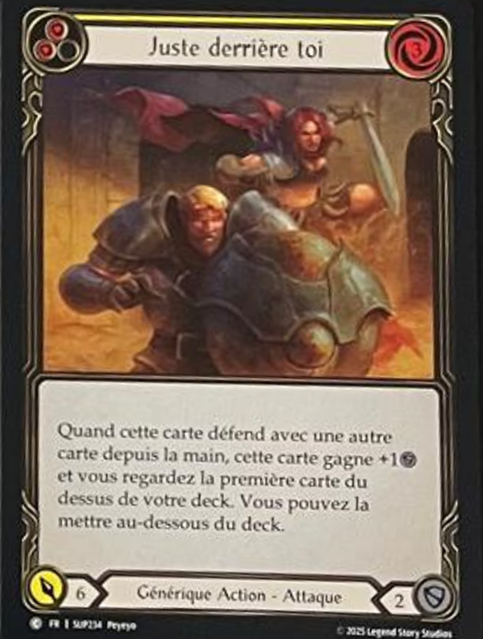 Juste derrière toi
3
Quand cette carte défend avec une autre
carte depuis la main, cette carte gagne +1
et vous regardez la première carte du
dessus de votre deck. Vous pouvez la
mettre au-dessous du deck.
6
Générique Action - Attaque
2
C FR SUP234 Peyeyo
© 2025 Legend Story Studios